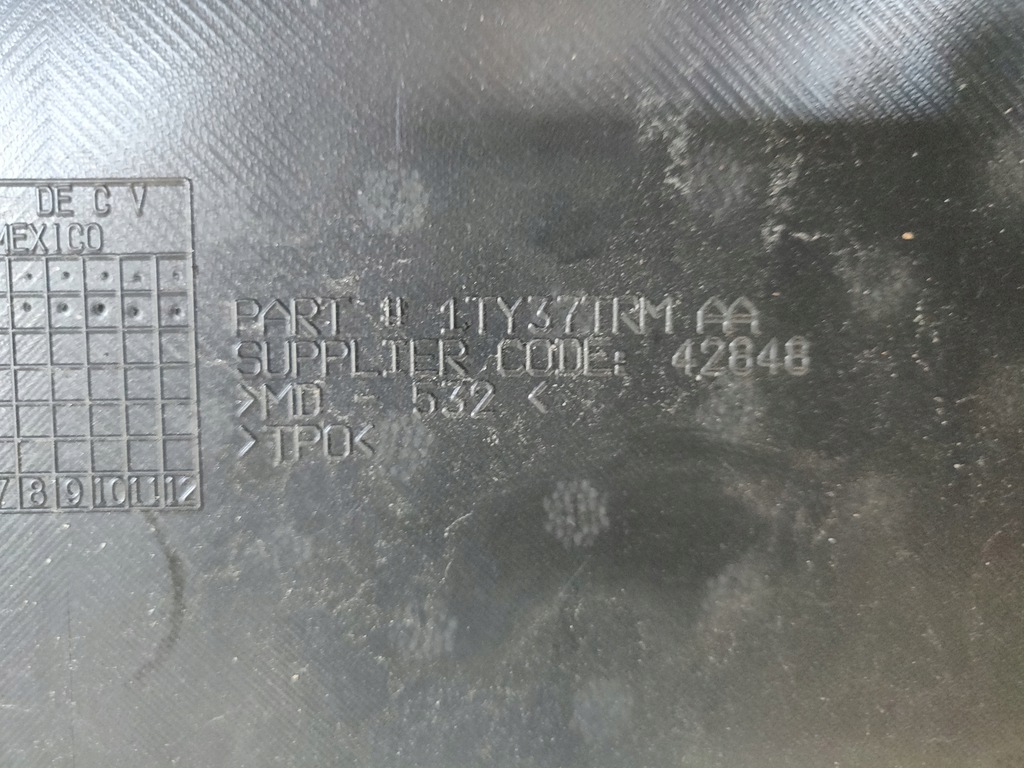 DE C V
MEXICO
PART # 1TY37TRM AA
SUPPLIER CODE: 42848
>MD - 532 <
>TPO<
7 8 9 10 11 12